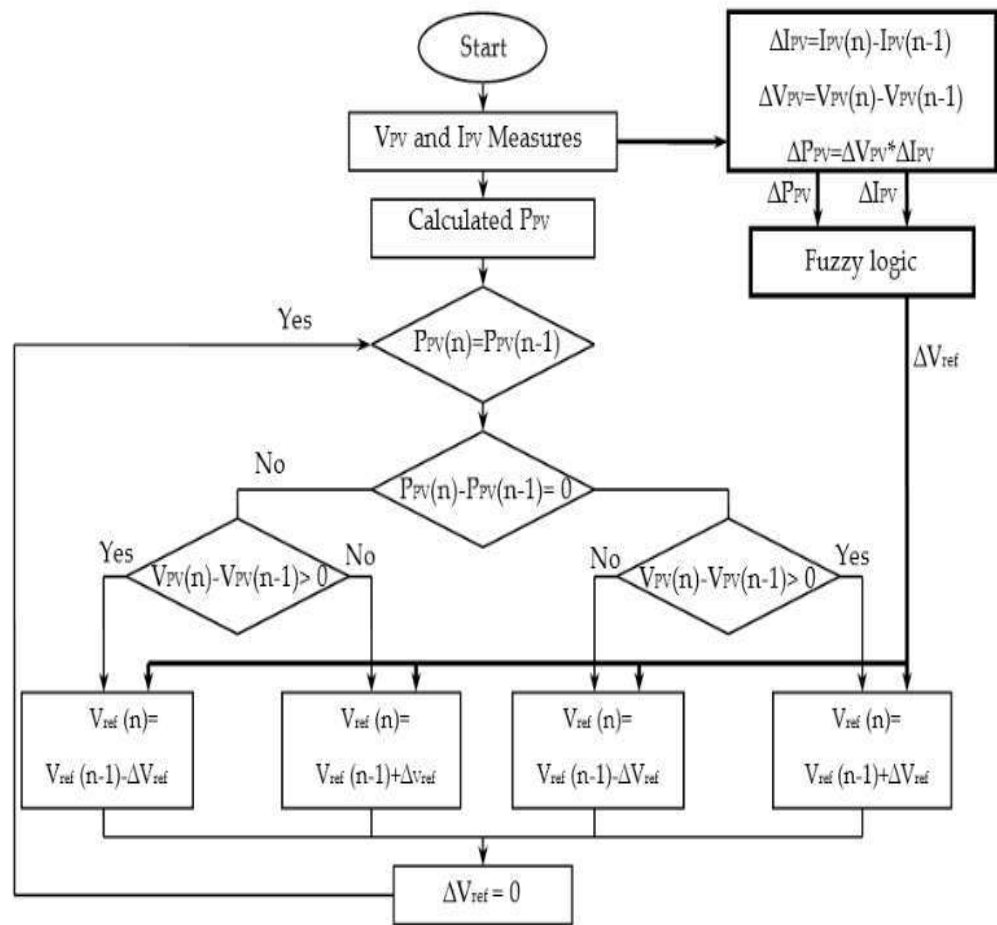 Start
ΔIPV=IPV(n)-IPV(n-1)
ΔVPV=VPV(n)-VPV(n-1)
ΔPPV=ΔVPV*ΔIPV
VPV and IPV Measures
ΔPPV
ΔIPV
Calculated PPV
Fuzzy logic
Yes
PPV(n)=PPV(n-1)
ΔVref
No
PPV(n)-PPV(n-1)= 0
Yes
VPV(n)-VPV(n-1)> 0
No
No
VPV(n)-VPV(n-1)> 0
Yes
Vref (n)=
Vref (n-1)-ΔVref
Vref (n)=
Vref (n-1)+ΔVref
Vref (n)=
Vref (n-1)-ΔVref
Vref (n)=
Vref (n-1)+ΔVref
ΔVref = 0